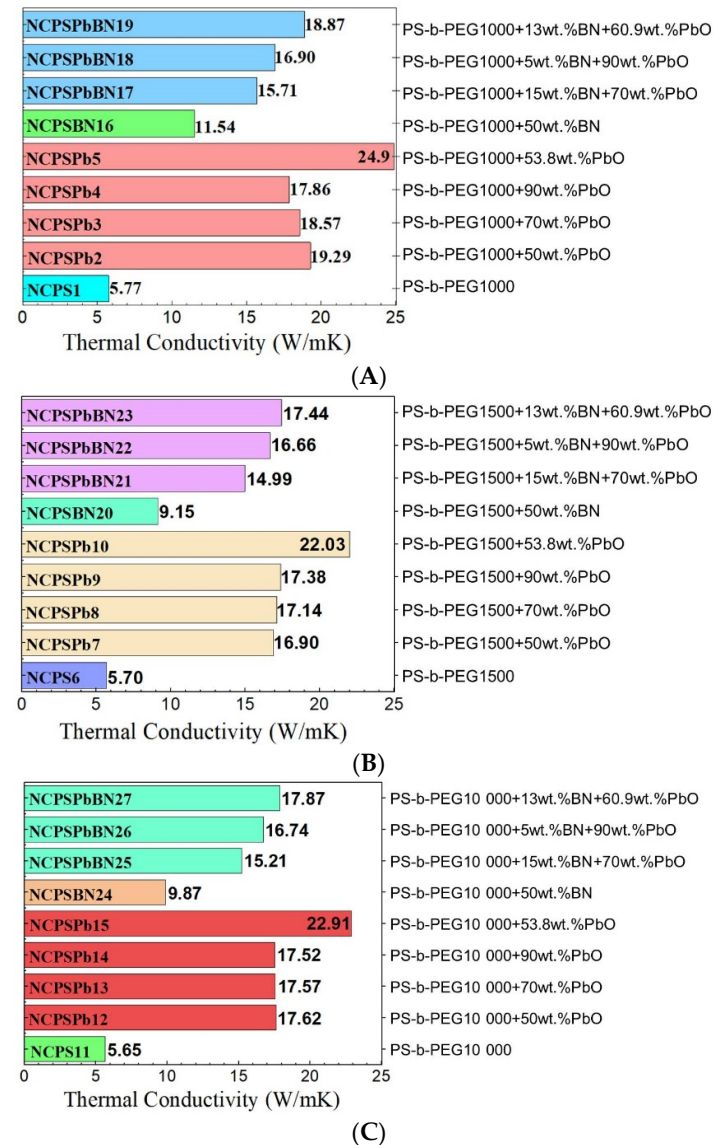 NCPSPbBN19 18.87 PS-b-PEG1000+13wt.%BN+60.9wt.%PbO
NCPSPbBN18 16.90 PS-b-PEG1000+5wt.%BN+90wt.%PbO
NCPSPbBN17 15.71 PS-b-PEG1000+15wt.%BN+70wt.%PbO
NCPSBN16 11.54 PS-b-PEG1000+50wt.%BN
NCPSPb5 24.9 PS-b-PEG1000+53.8wt.%PbO
NCPSPb4 17.86 PS-b-PEG1000+90wt.%PbO
NCPSPb3 18.57 PS-b-PEG1000+70wt.%PbO
NCPSPb2 19.29 PS-b-PEG1000+50wt.%PbO
NCPS1 5.77 PS-b-PEG1000
0 5 10 15 20 25
Thermal Conductivity (W/mK)
(A)
NCPSPbBN23 17.44 PS-b-PEG1500+13wt.%BN+60.9wt.%PbO
NCPSPbBN22 16.66 PS-b-PEG1500+5wt.%BN+90wt.%PbO
NCPSPbBN21 14.99 PS-b-PEG1500+15wt.%BN+70wt.%PbO
NCPSBN20 9.15 PS-b-PEG1500+50wt.%BN
NCPSPb10 22.03 PS-b-PEG1500+53.8wt.%PbO
NCPSPb9 17.38 PS-b-PEG1500+90wt.%PbO
NCPSPb8 17.14 PS-b-PEG1500+70wt.%PbO
NCPSPb7 16.90 PS-b-PEG1500+50wt.%PbO
NCPS6 5.70 PS-b-PEG1500
0 5 10 15 20 25
Thermal Conductivity (W/mK)
(B)
NCPSPbBN27 17.87 PS-b-PEG10 000+13wt.%BN+60.9wt.%PbO
NCPSPbBN26 16.74 PS-b-PEG10 000+5wt.%BN+90wt.%PbO
NCPSPbBN25 15.21 PS-b-PEG10 000+15wt.%BN+70wt.%PbO
NCPSBN24 9.87 PS-b-PEG10 000+50wt.%BN
NCPSPb15 22.91 PS-b-PEG10 000+53.8wt.%PbO
NCPSPb14 17.52 PS-b-PEG10 000+90wt.%PbO
NCPSPb13 17.57 PS-b-PEG10 000+70wt.%PbO
NCPSPb12 17.62 PS-b-PEG10 000+50wt.%PbO
NCPS11 5.65 PS-b-PEG10 000
0 5 10 15 20 25
Thermal Conductivity (W/mK)
(C)